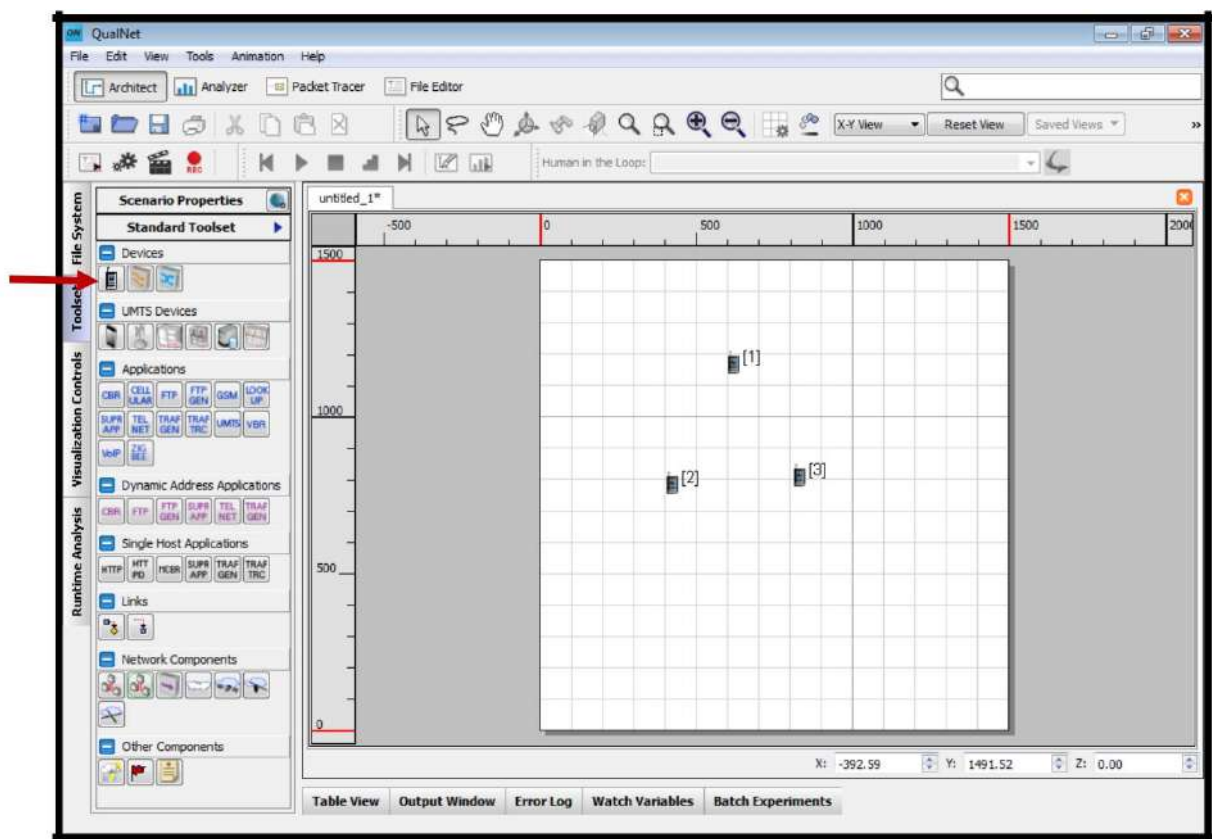 QN QualNet
File Edit View Tools Animation Help
Architect Analyzer Packet Tracer File Editor
X-Y View Reset View Saved Views »
REC Human in the Loop:
File System
Toolset
Visualization Controls
Runtime Analysis
Scenario Properties
Standard Toolset
Devices
UMTS Devices
Applications
CBR CELL ULAR FTP FTP GEN GSM LOOK UP
SUPR APP TEL NET TRAF GEN TRAF TRC UMTS VBR
VoIP ZIG BEE
Dynamic Address Applications
CBR FTP FTP GEN SUPR APP TEL NET TRAF GEN
Single Host Applications
HTTP HTT PD MCBR SUPR APP TRAF GEN TRAF TRC
Links
Network Components
Other Components
untitled_1*
-500 0 500 1000 1500 2000
1500
1000
500
0
[1]
[2] [3]
X: -392.59 Y: 1491.52 Z: 0.00
Table View Output Window Error Log Watch Variables Batch Experiments